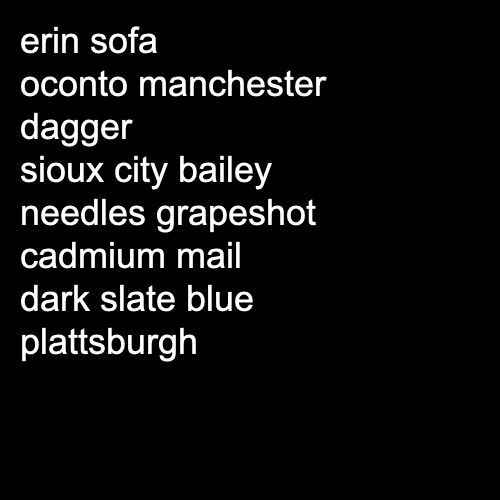 erin sofa
oconto manchester
dagger
sioux city bailey
needles grapeshot
cadmium mail
dark slate blue
plattsburgh